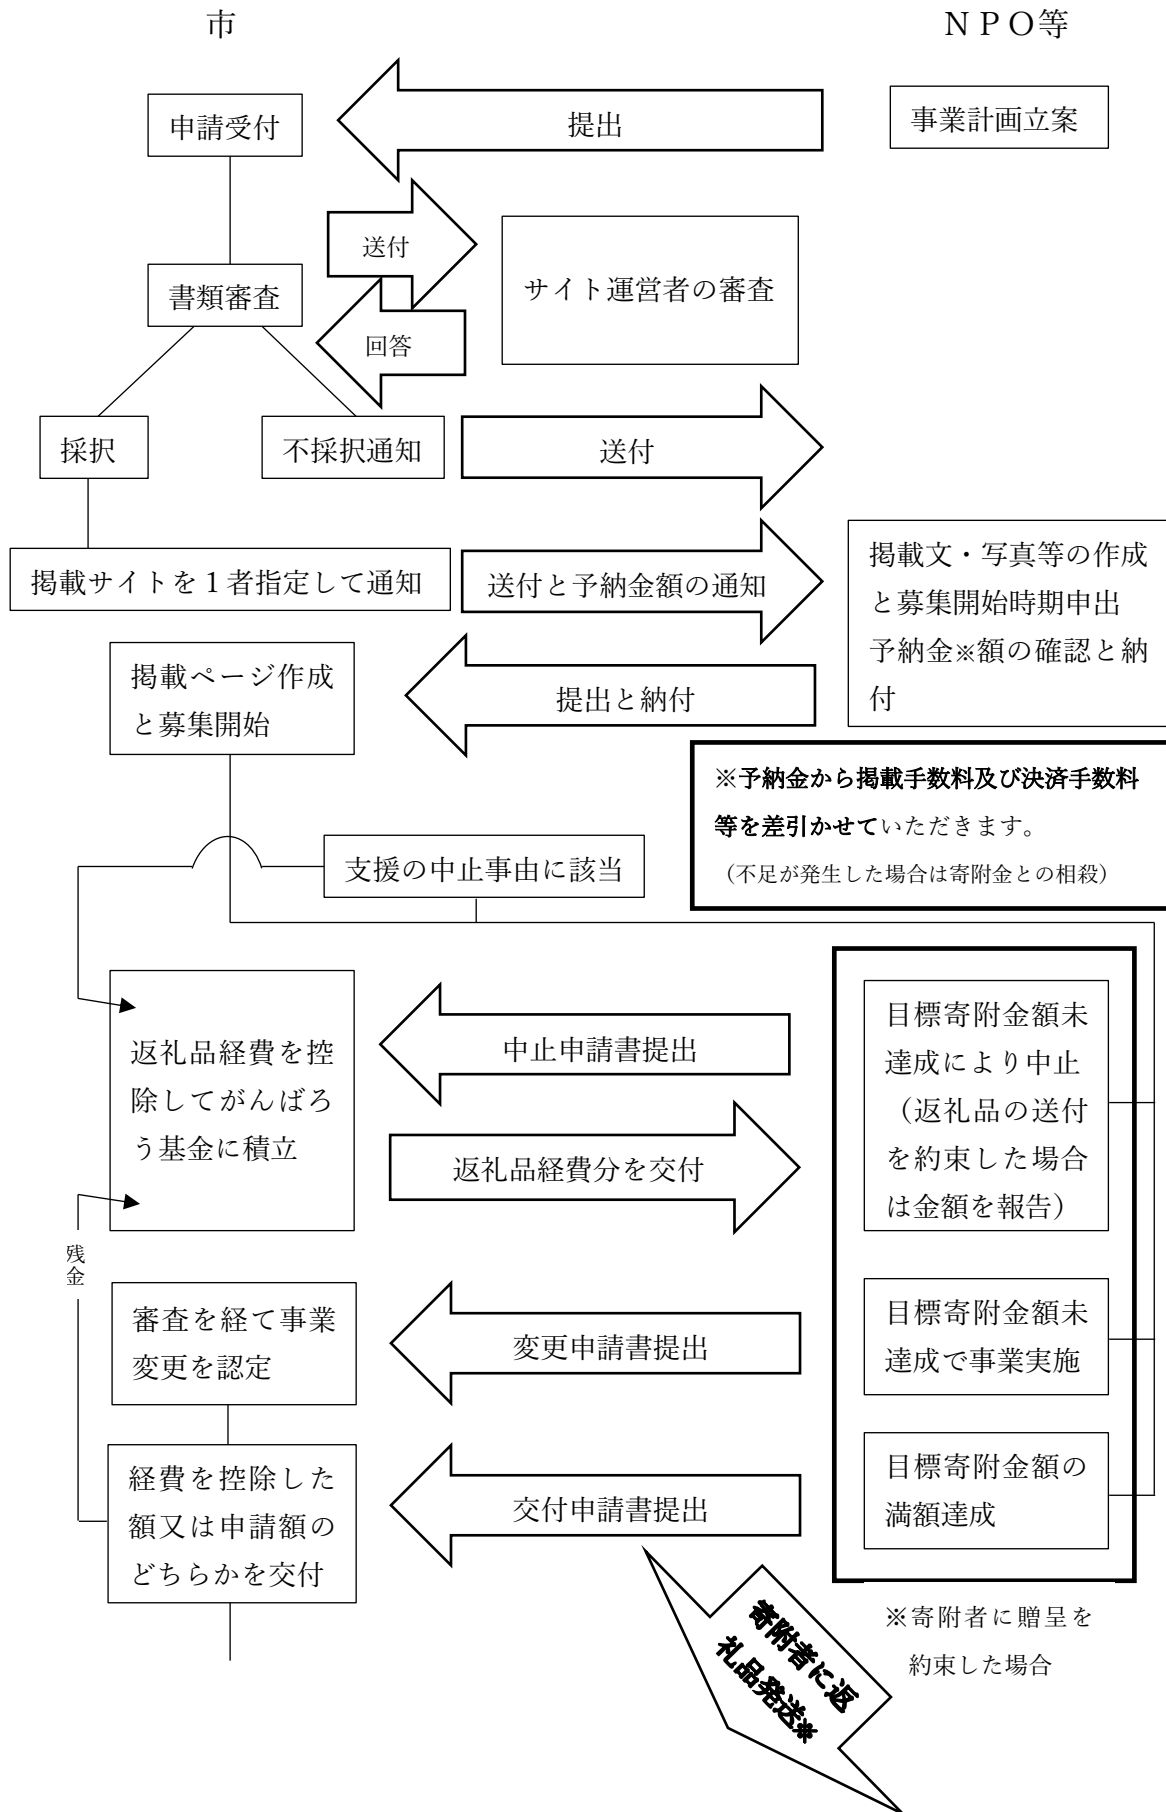 市
ＮＰＯ等
申請受付
提出
事業計画立案
送付
サイト運営者の審査
書類審査
回答
採択
不採択通知
送付
掲載サイトを１者指定して通知
送付と予納金額の通知
掲載文・写真等の作成
と募集開始時期申出
予納金※額の確認と納
付
掲載ページ作成
と募集開始
提出と納付
※予納金から掲載手数料及び決済手数料
等を差引かせていただきます。
（不足が発生した場合は寄附金との相殺）
支援の中止事由に該当
返礼品経費を控
除してがんばろ
う基金に積立
中止申請書提出
返礼品経費分を交付
目標寄附金額未
達成により中止
（返礼品の送付
を約束した場合
は金額を報告）
残金
審査を経て事業
変更を認定
変更申請書提出
目標寄附金額未
達成で事業実施
経費を控除した
額又は申請額の
どちらかを交付
交付申請書提出
目標寄附金額の
満額達成
寄附者に返
礼品発送※
※寄附者に贈呈を
約束した場合